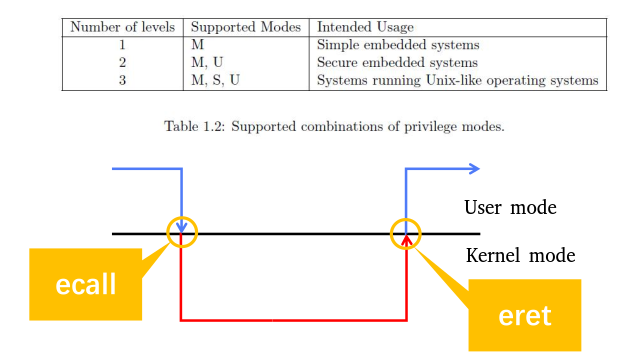 Number of levels Supported Modes Intended Usage
1 M Simple embedded systems
2 M, U Secure embedded systems
3 M, S, U Systems running Unix-like operating systems
Table 1.2: Supported combinations of privilege modes.
User mode
Kernel mode
ecall
eret